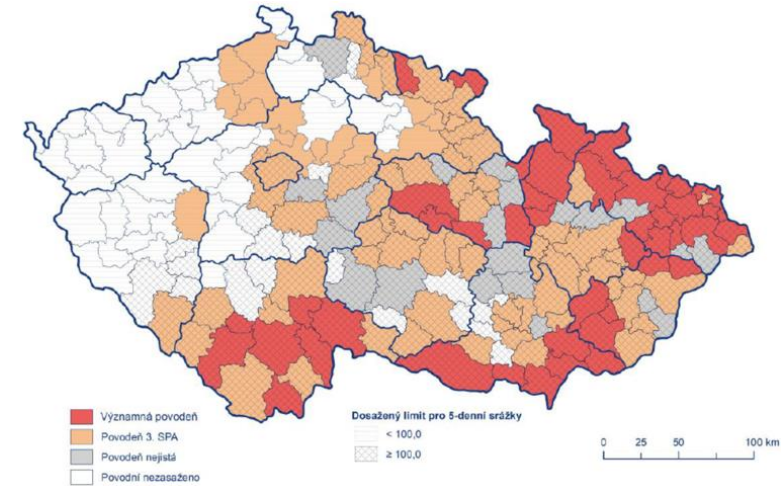 Významná povodeň
Povodeň 3. SPA
Povodeň nejistá
Povodní nezasaženo
Dosažený limit pro 5-denní srážky
< 100,0
≥ 100,0
0 25 50 100 km